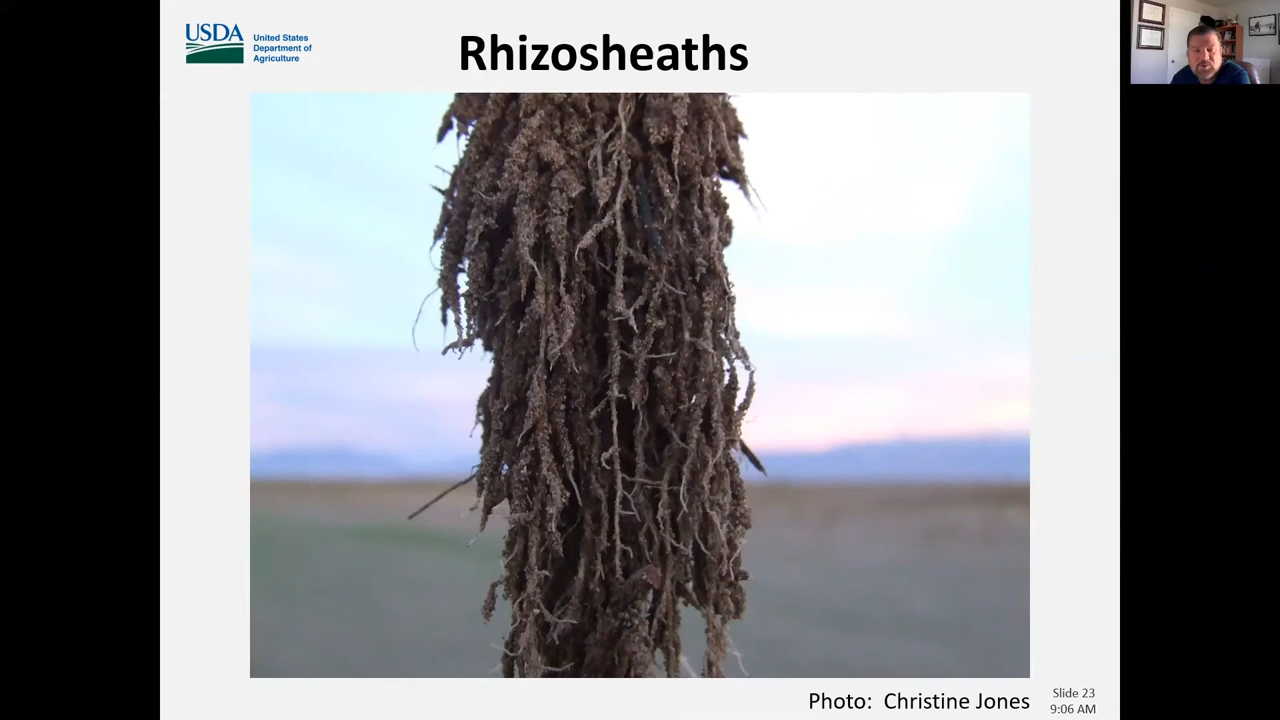 USDA
United States
Department of
Agriculture
Rhizosheaths
Photo:  Christine Jones
Slide 23
9:06 AM